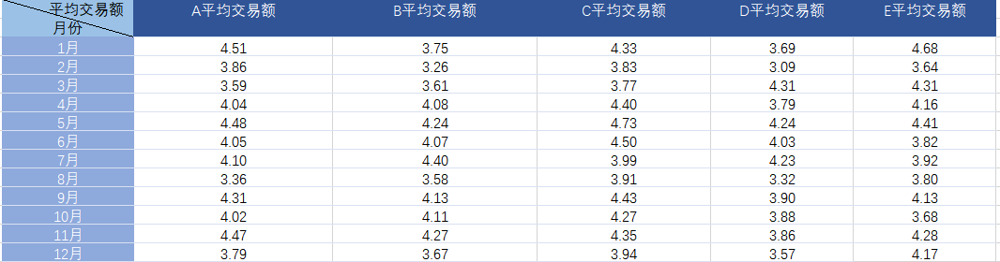 平均交易额 A平均交易额 B平均交易额 C平均交易额 D平均交易额 E平均交易额
月份
1月 4.51 3.75 4.33 3.69 4.68
2月 3.86 3.26 3.83 3.09 3.64
3月 3.59 3.61 3.77 4.31 4.31
4月 4.04 4.08 4.40 3.79 4.16
5月 4.48 4.24 4.73 4.24 4.41
6月 4.05 4.07 4.50 4.03 3.82
7月 4.10 4.40 3.99 4.23 3.92
8月 3.36 3.58 3.91 3.32 3.80
9月 4.31 4.13 4.43 3.90 4.13
10月 4.02 4.11 4.27 3.88 3.68
11月 4.47 4.27 4.35 3.86 4.28
12月 3.79 3.67 3.94 3.57 4.17